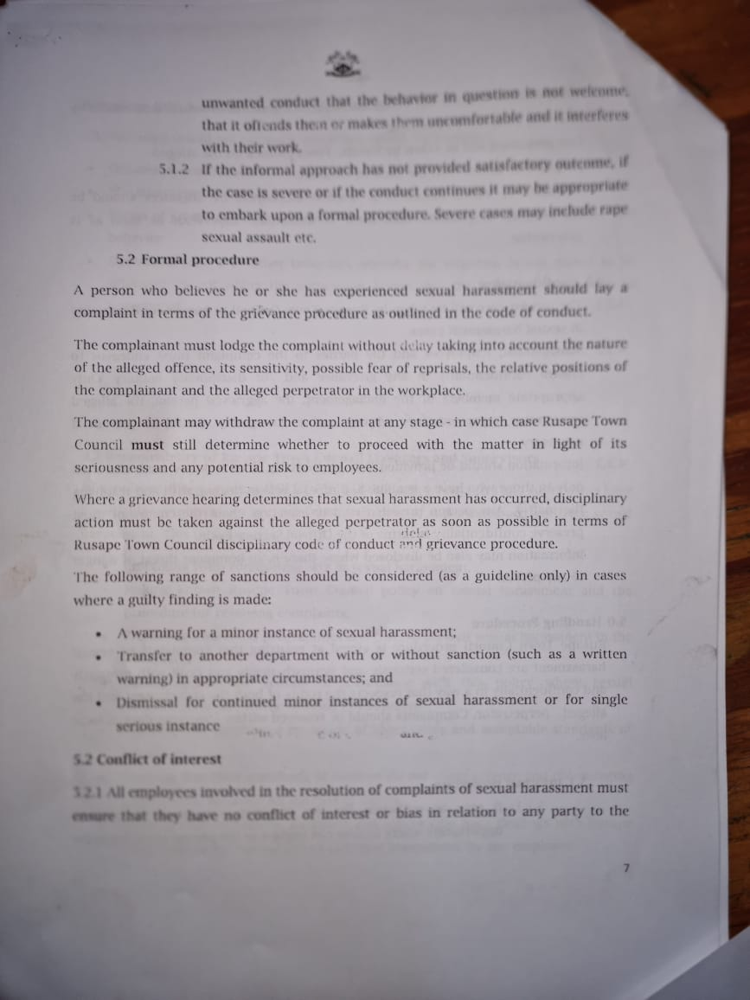 unwanted conduct that the behavior in question is not welcome,
that it offends them or makes them uncomfortable and it interferes
with their work.
5.1.2 If the informal approach has not provided satisfactory outcome, if
the case is severe or if the conduct continues it may be appropriate
to embark upon a formal procedure. Severe cases may include rape
sexual assault etc.
5.2 Formal procedure
A person who believes he or she has experienced sexual harassment should lay a
complaint in terms of the grievance procedure as outlined in the code of conduct.
The complainant must lodge the complaint without delay taking into account the nature
of the alleged offence, its sensitivity, possible fear of reprisals, the relative positions of
the complainant and the alleged perpetrator in the workplace.
The complainant may withdraw the complaint at any stage - in which case Rusape Town
Council must still determine whether to proceed with the matter in light of its
seriousness and any potential risk to employees.
Where a grievance hearing determines that sexual harassment has occurred, disciplinary
action must be taken against the alleged perpetrator as soon as possible in terms of
Rusape Town Council disciplinary code of conduct and grievance procedure.
The following range of sanctions should be considered (as a guideline only) in cases
where a guilty finding is made:
• A warning for a minor instance of sexual harassment;
• Transfer to another department with or without sanction (such as a written
warning) in appropriate circumstances; and
• Dismissal for continued minor instances of sexual harassment or for single
serious instance
5.2 Conflict of interest
5.2.1 All employees involved in the resolution of complaints of sexual harassment must
ensure that they have no conflict of interest or bias in relation to any party to the
7